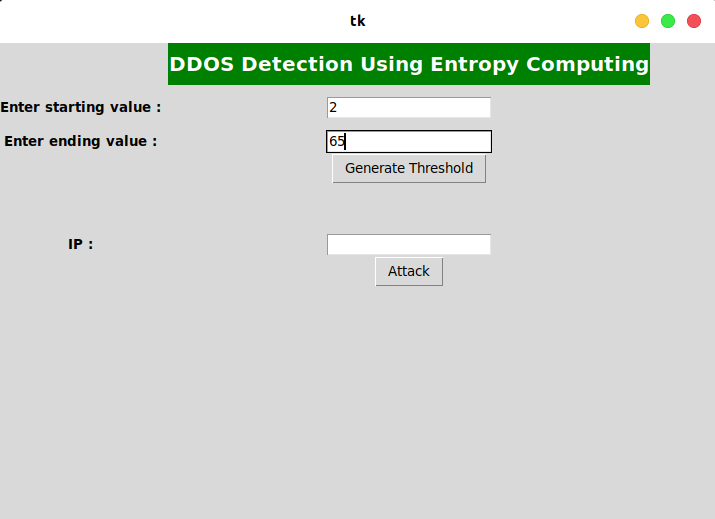 tk
DDOS Detection Using Entropy Computing
Enter starting value : 2
Enter ending value : 65
Generate Threshold
IP :
Attack